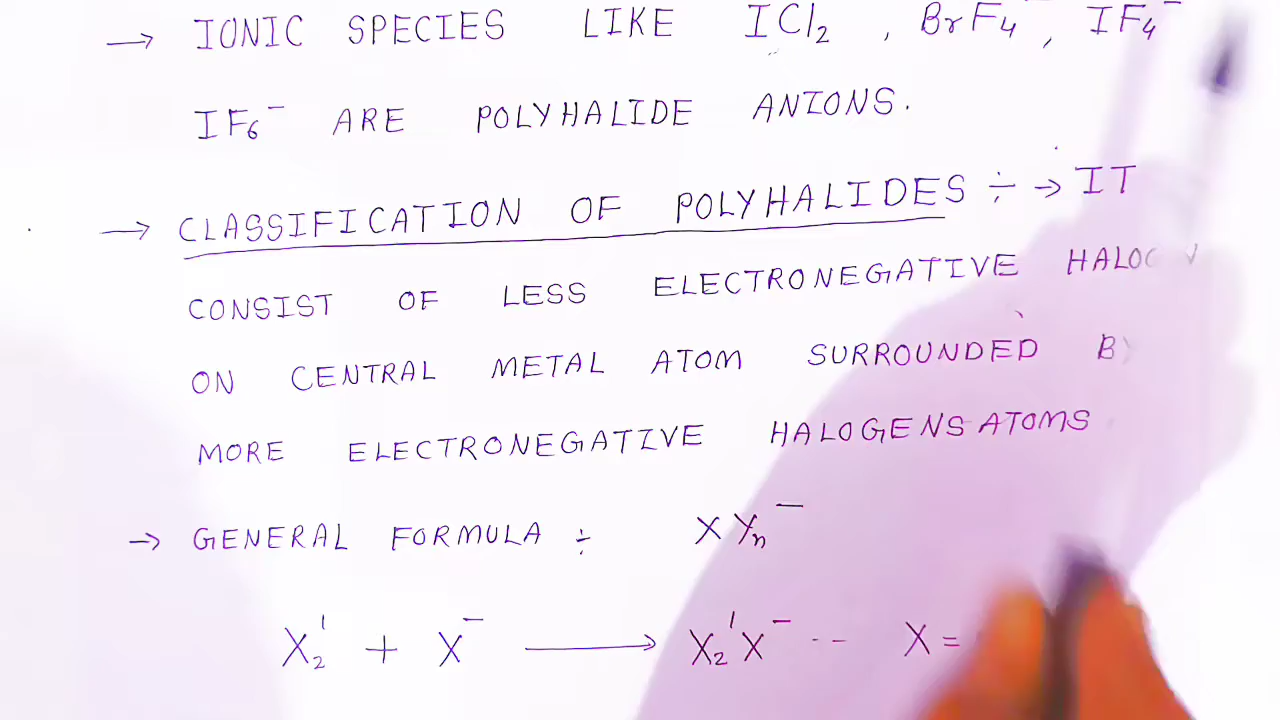 → IONIC SPECIES LIKE ICl₂ , BrF₄⁻ , IF₄⁻
IF₆⁻ ARE POLYHALIDE ANIONS.
→ CLASSIFICATION OF POLYHALIDES ÷ → IT
CONSIST OF LESS ELECTRONEGATIVE
ON CENTRAL METAL ATOM SURROUNDED BY
MORE ELECTRONEGATIVE HALOGENS ATOMS
→ GENERAL FORMULA ÷ XYₙ⁻
X₂' + X⁻ ⟶ X₂'X⁻ -- X =